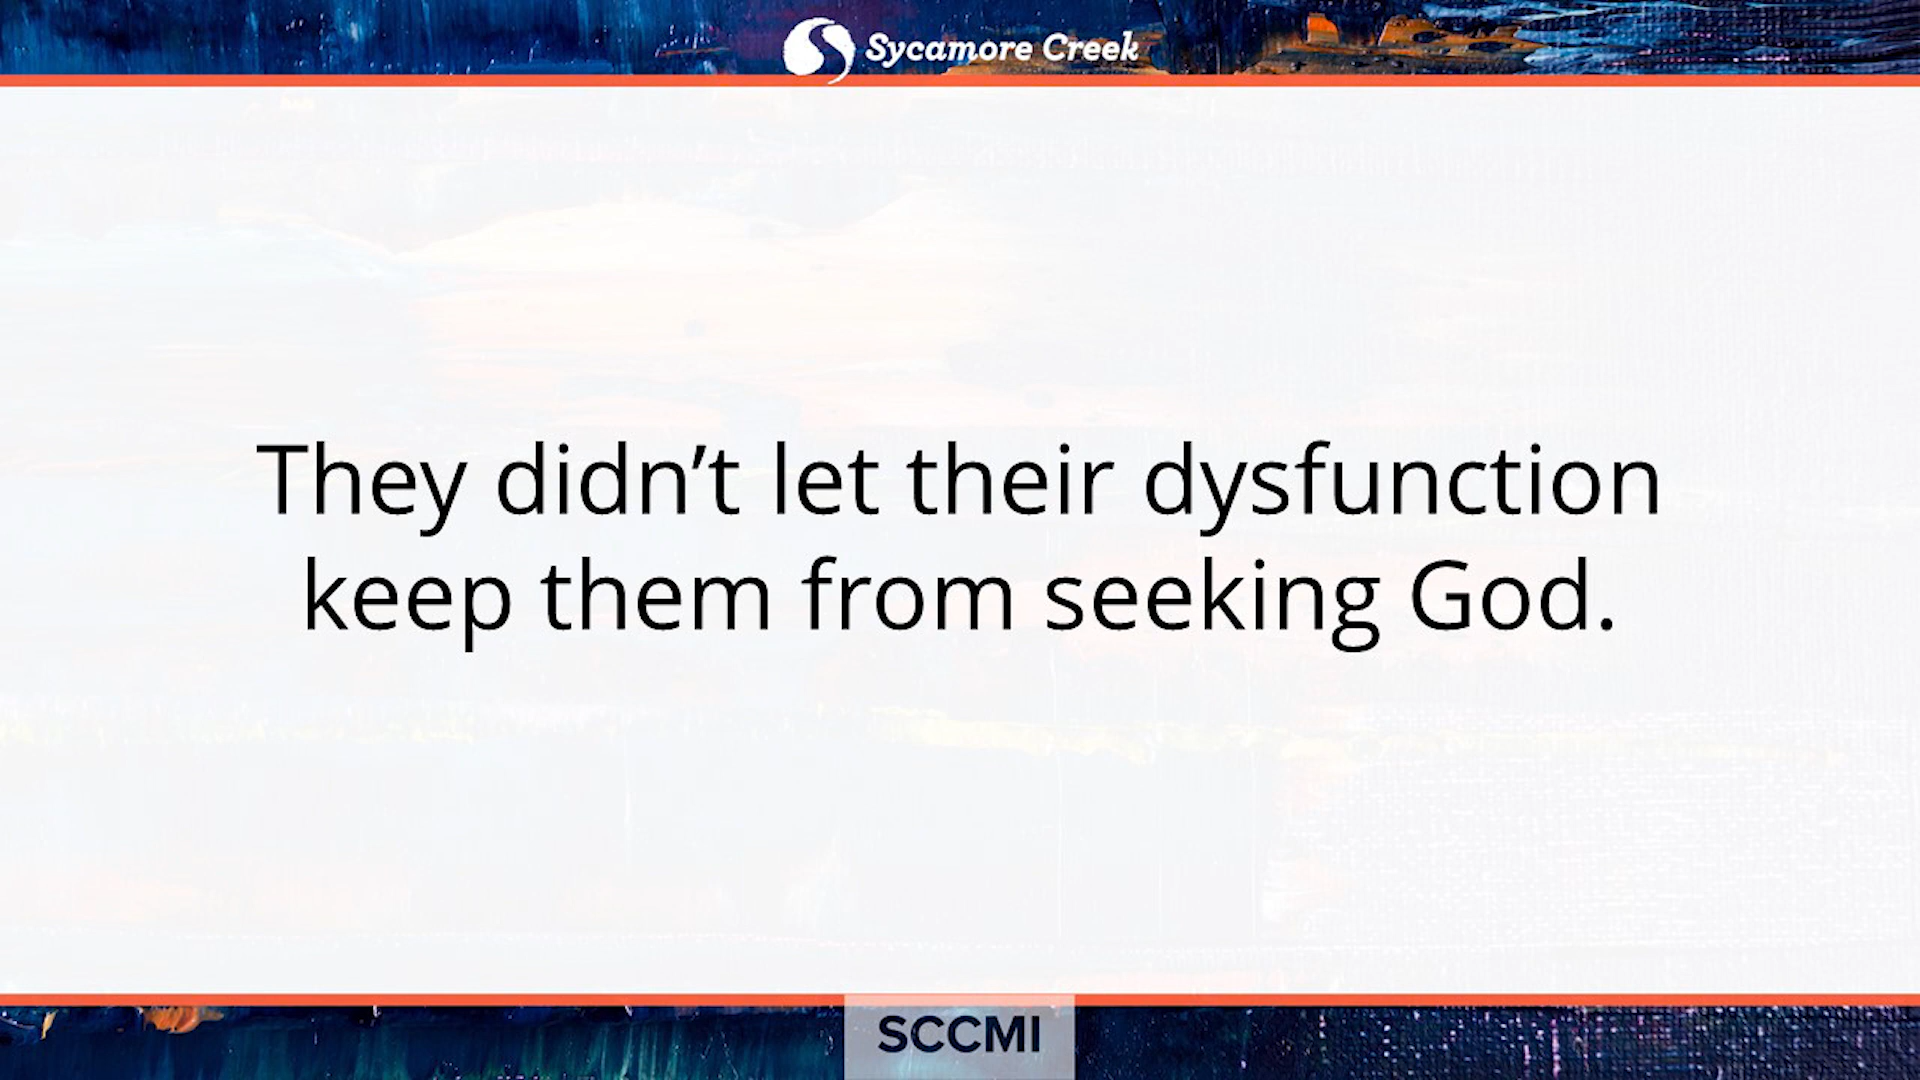 Sycamore Creek
They didn’t let their dysfunction
keep them from seeking God.
SCCMI